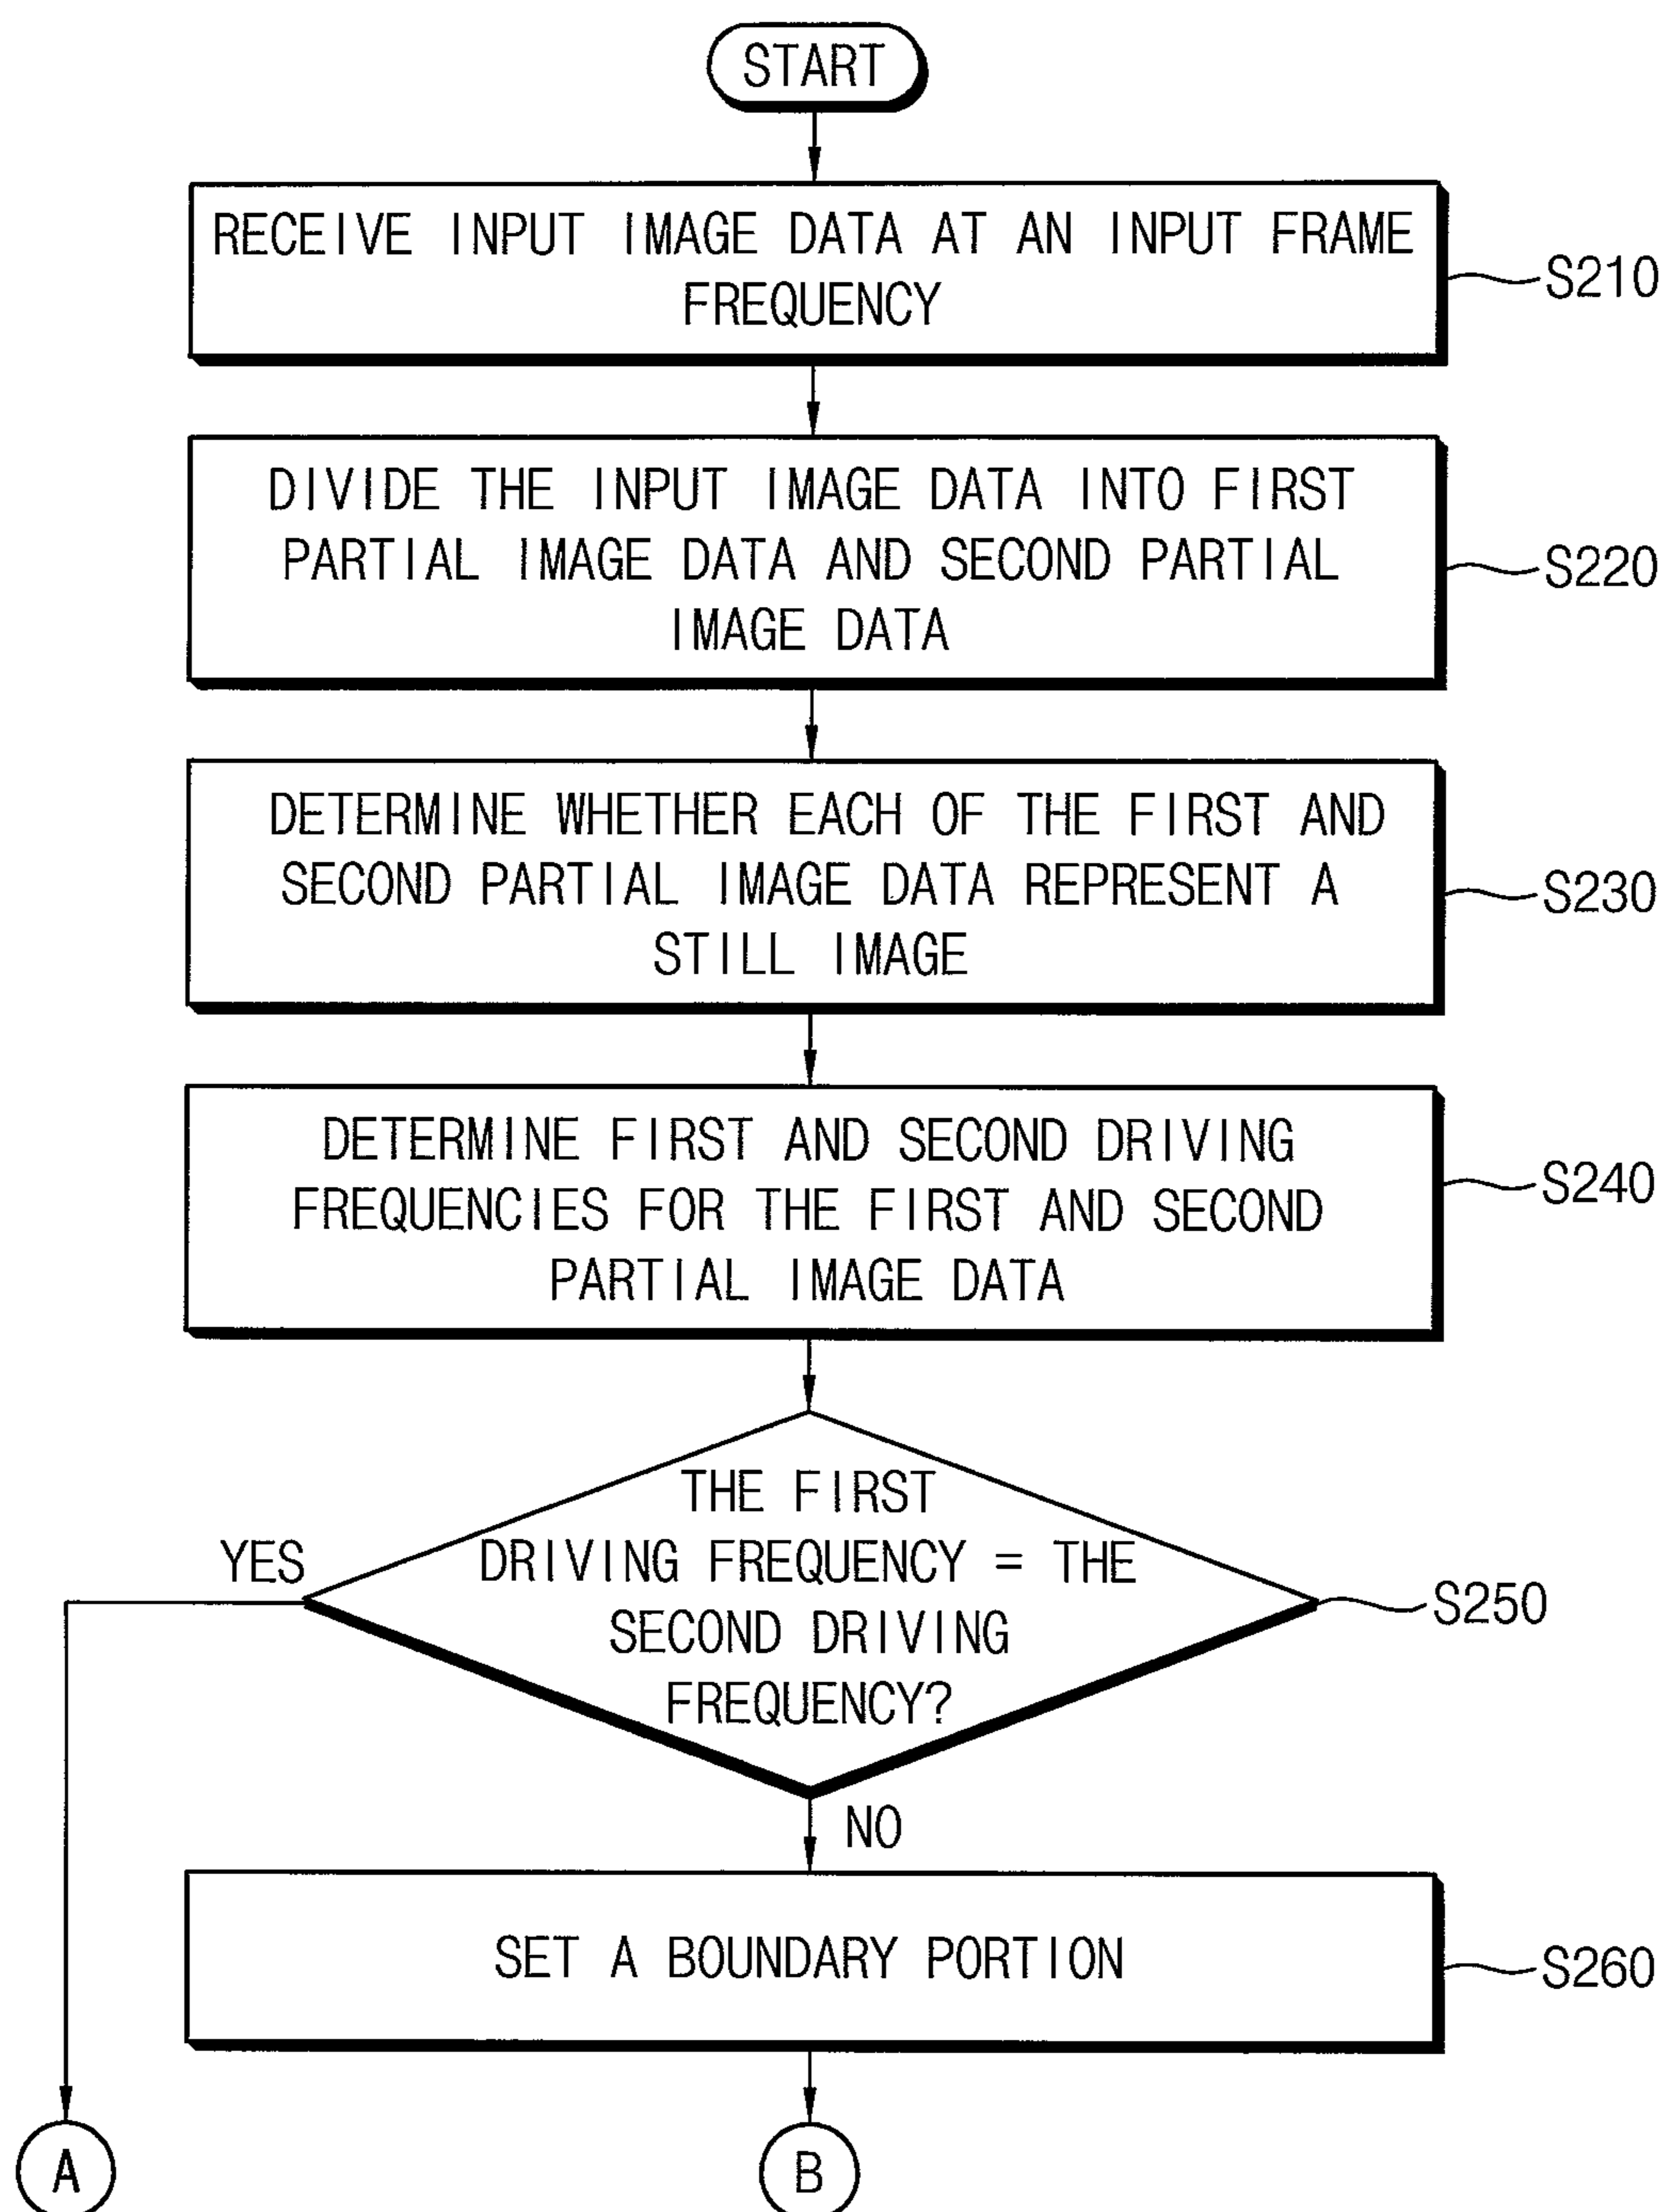 START
RECEIVE INPUT IMAGE DATA AT AN INPUT FRAME
FREQUENCY
S210
DIVIDE THE INPUT IMAGE DATA INTO FIRST
PARTIAL IMAGE DATA AND SECOND PARTIAL
IMAGE DATA
S220
DETERMINE WHETHER EACH OF THE FIRST AND
SECOND PARTIAL IMAGE DATA REPRESENT A
STILL IMAGE
S230
DETERMINE FIRST AND SECOND DRIVING
FREQUENCIES FOR THE FIRST AND SECOND
PARTIAL IMAGE DATA
S240
THE FIRST
DRIVING FREQUENCY = THE
SECOND DRIVING
FREQUENCY?
YES
S250
NO
SET A BOUNDARY PORTION
S260
A
B